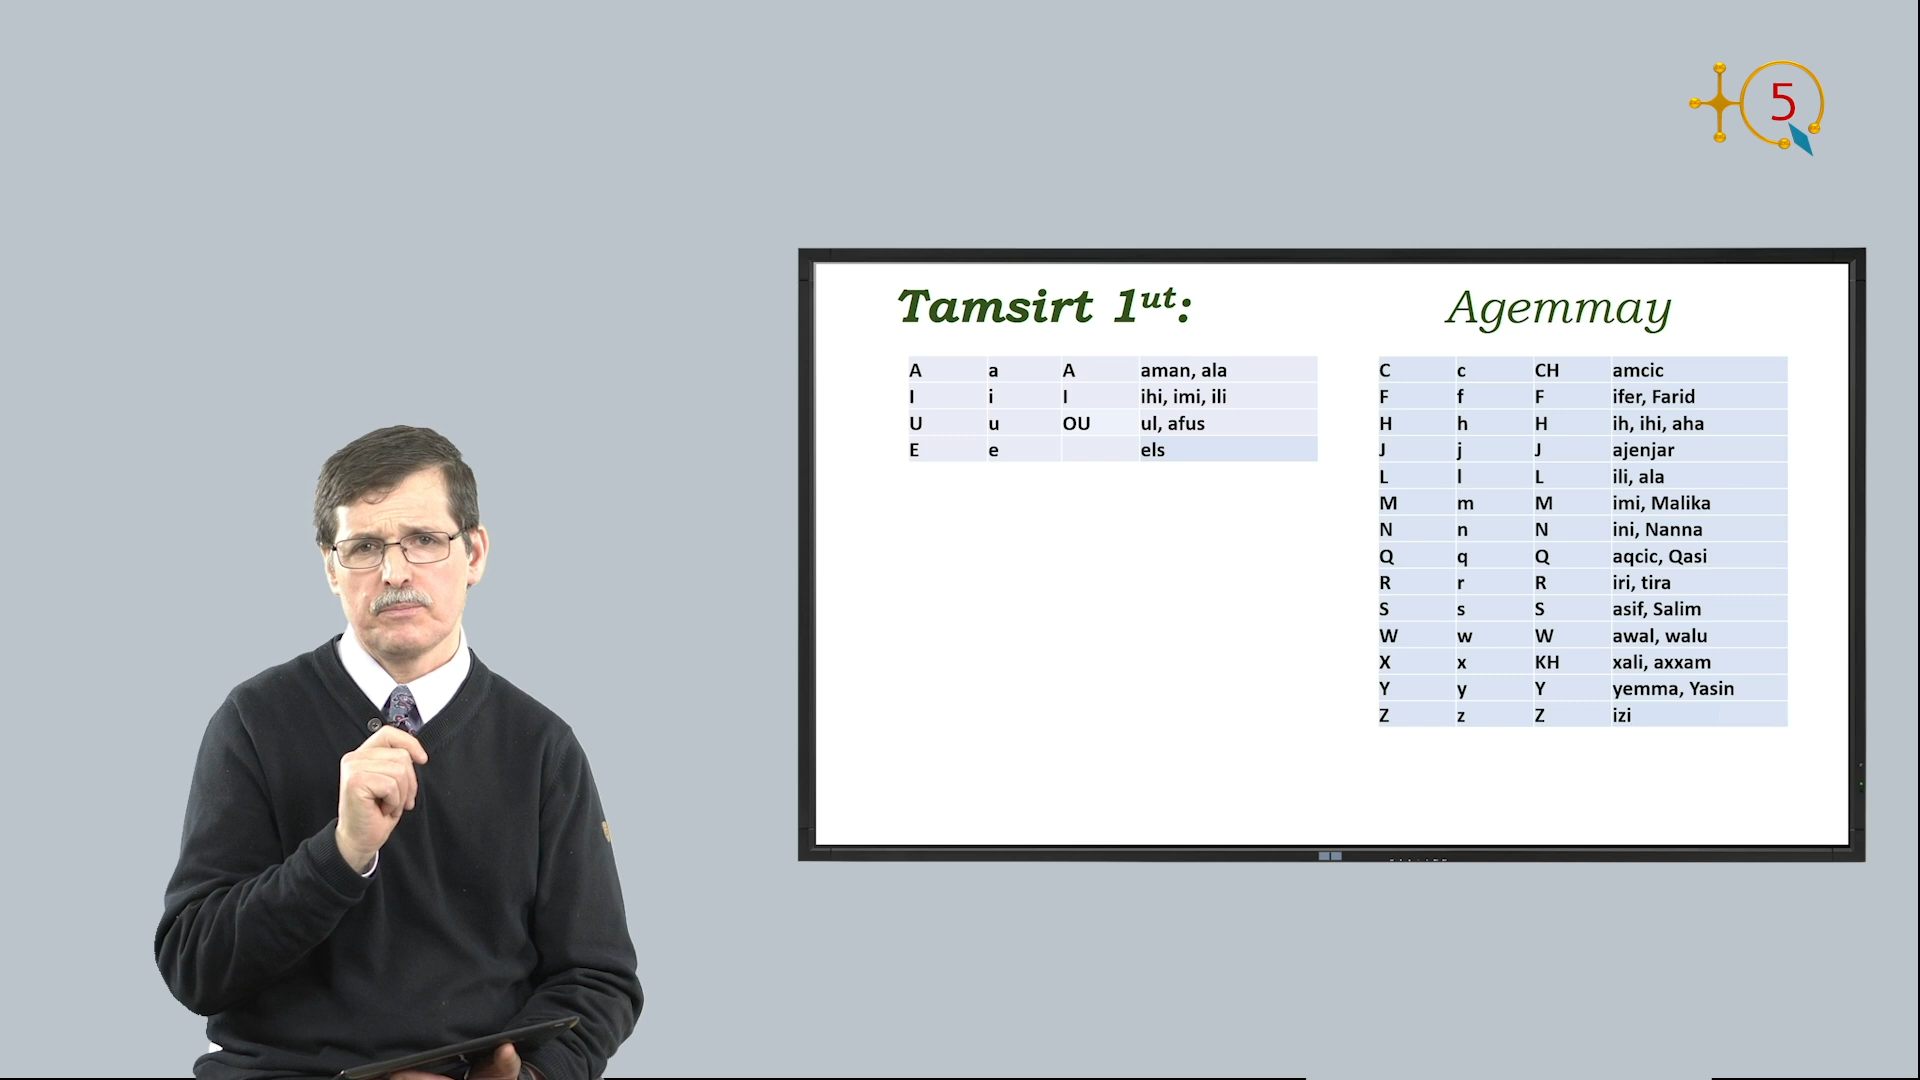 5
Tamsirt 1ut:
Agemmay
A a A aman, ala
I i I ihi, imi, ili
U u OU ul, afus
E e els
C c CH amcic
F f F ifer, Farid
H h H ih, ihi, aha
J j J ajenjar
L l L ili, ala
M m M imi, Malika
N n N ini, Nanna
Q q Q aqcic, Qasi
R r R iri, tira
S s S asif, Salim
W w W awal, walu
X x KH xali, axxam
Y y Y yemma, Yasin
Z z Z izi